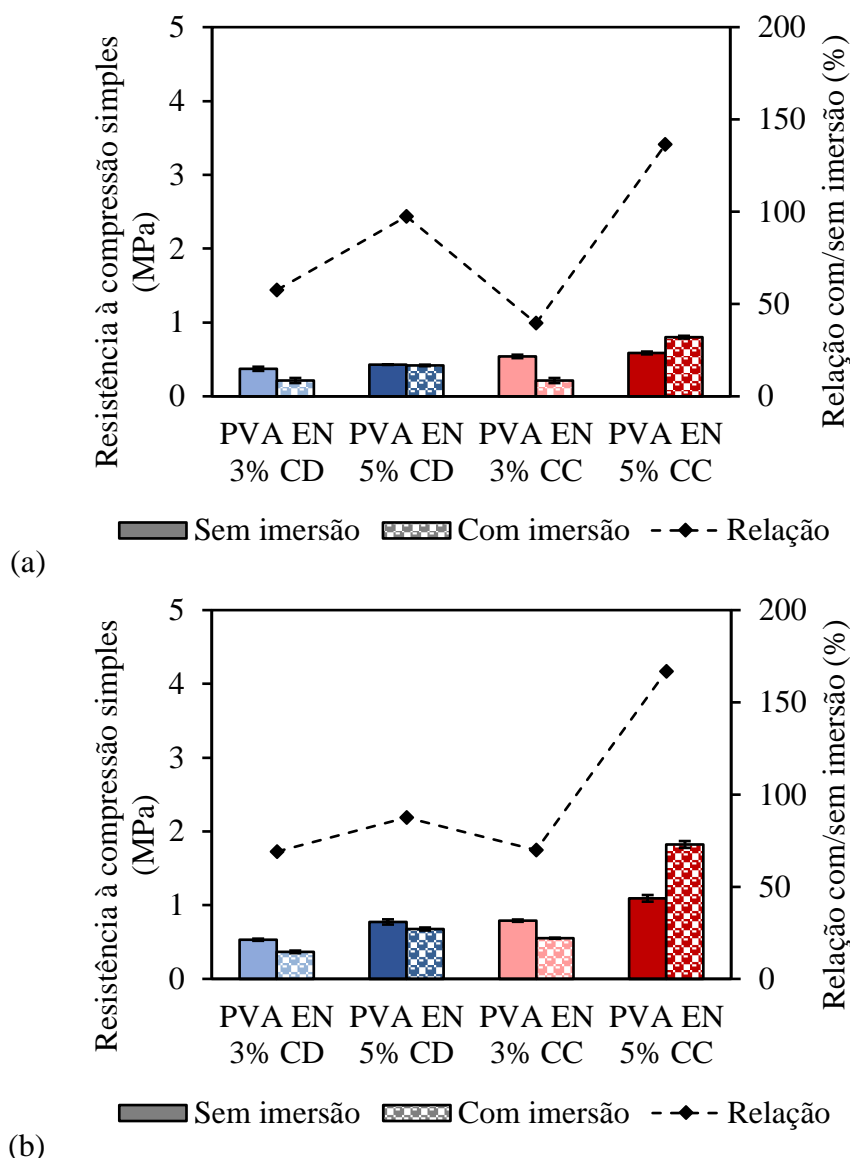 Resistência à compressão simples
(MPa)
5
4
3
2
1
0
200
150
100
50
0
Relação com/sem imersão (%)
PVA EN PVA EN PVA EN PVA EN
3% CD 5% CD 3% CC 5% CC
Sem imersão Com imersão Relação
(a)
Resistência à compressão simples
(MPa)
5
4
3
2
1
0
200
150
100
50
0
Relação com/sem imersão (%)
PVA EN PVA EN PVA EN PVA EN
3% CD 5% CD 3% CC 5% CC
Sem imersão Com imersão Relação
(b)